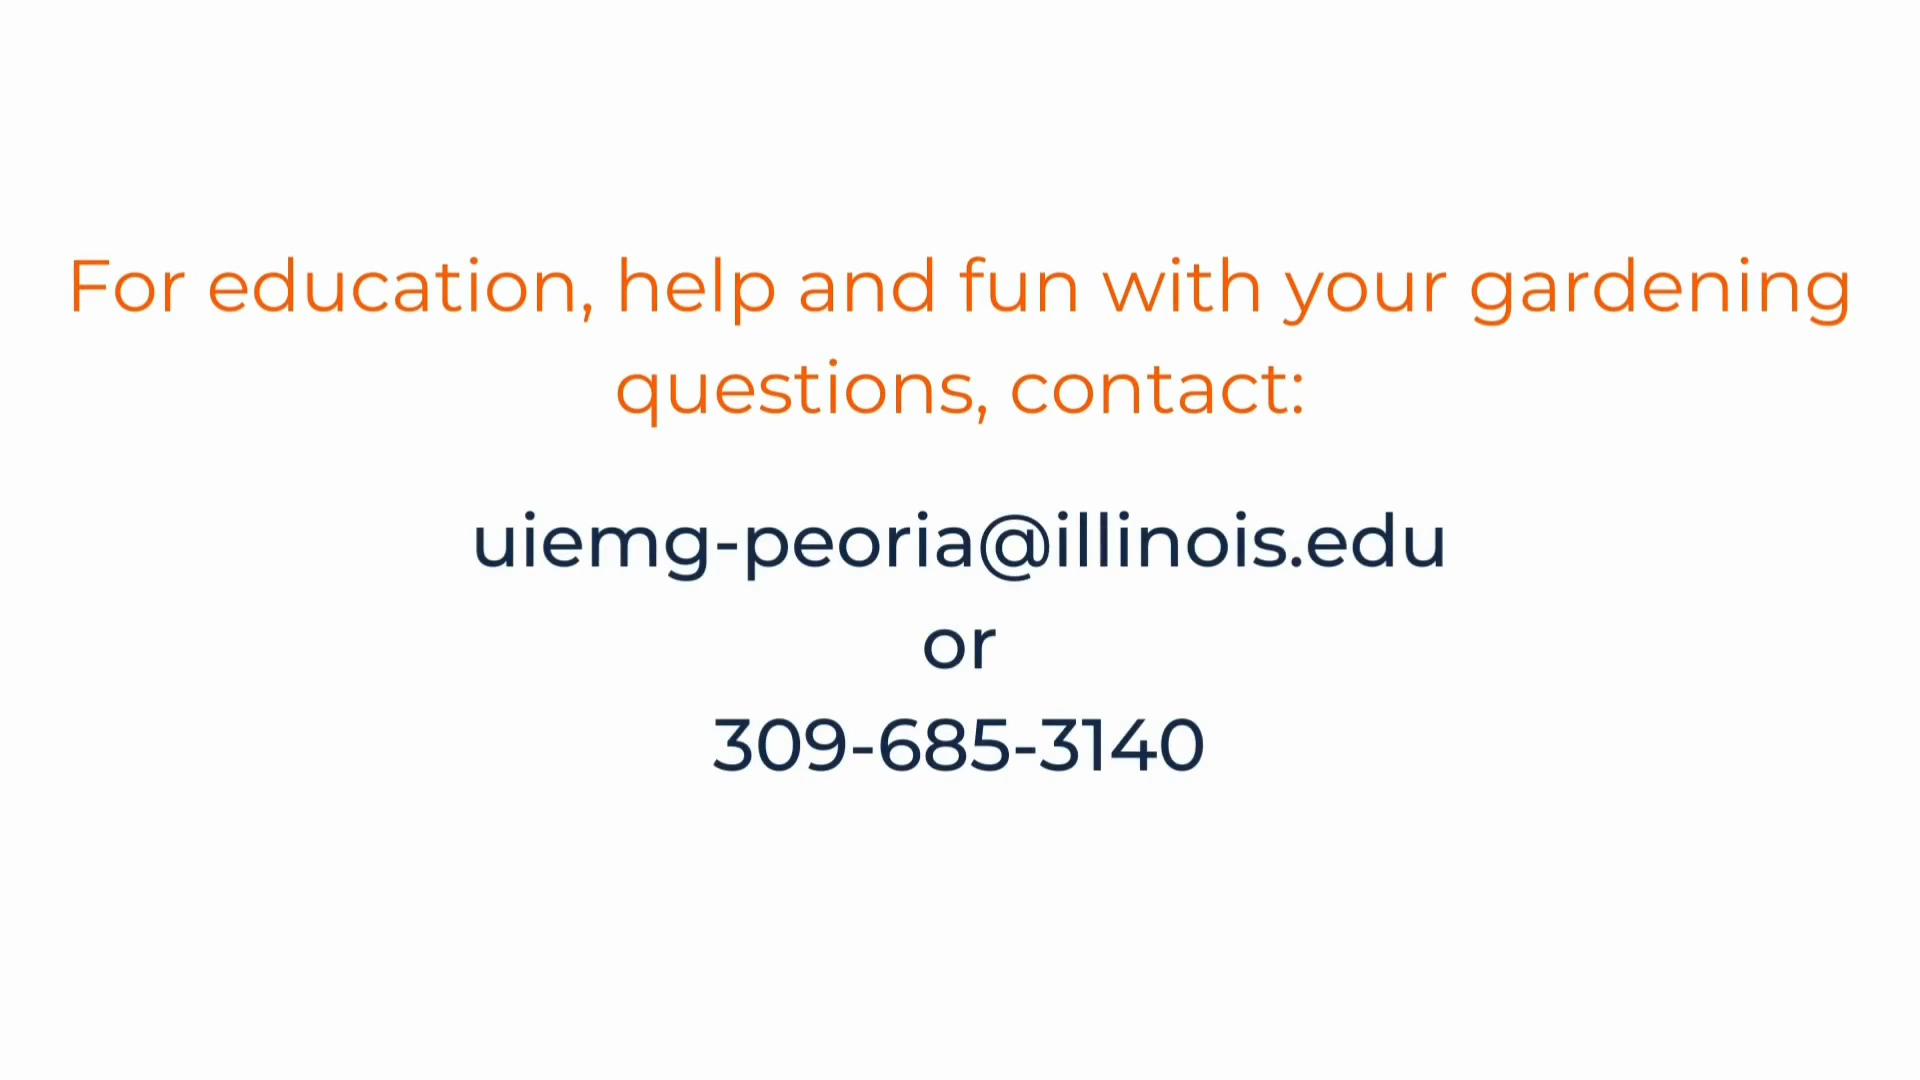 For education, help and fun with your gardening
questions, contact:
uiemg-peoria@illinois.edu
or
309-685-3140